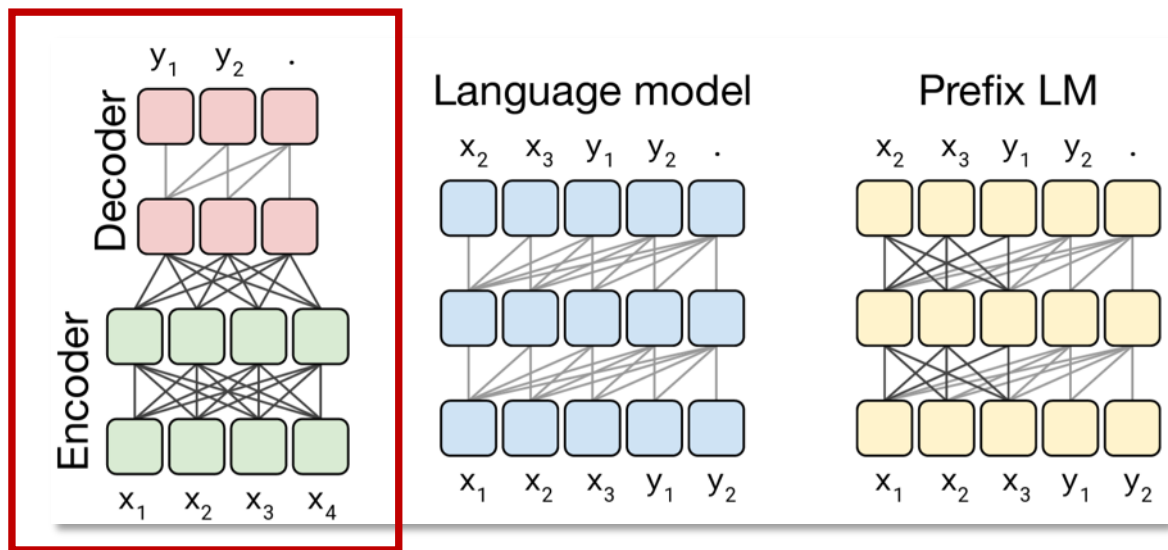 y₁ y₂ .
Decoder
Encoder
x₁ x₂ x₃ x₄
Language model
x₂ x₃ y₁ y₂ .
x₁ x₂ x₃ y₁ y₂
Prefix LM
x₂ x₃ y₁ y₂ .
x₁ x₂ x₃ y₁ y₂